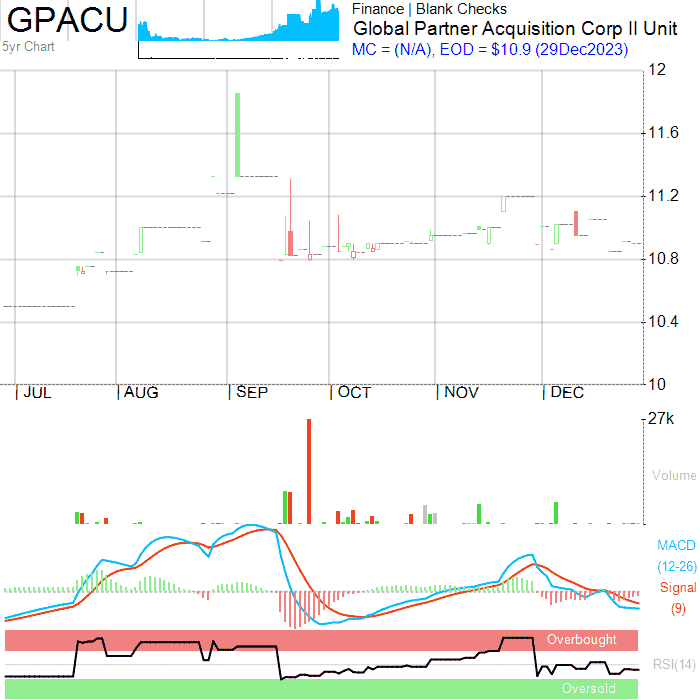 GPACU
5yr Chart
Finance | Blank Checks
Global Partner Acquisition Corp II Unit
MC = (N/A), EOD = $10.9 (29Dec2023)
12
11.6
11.2
10.8
10.4
10
|JUL |AUG |SEP |OCT |NOV |DEC
27k
Volume
MACD
(12-26)
Signal
(9)
Overbought
RSI(14)
Oversold